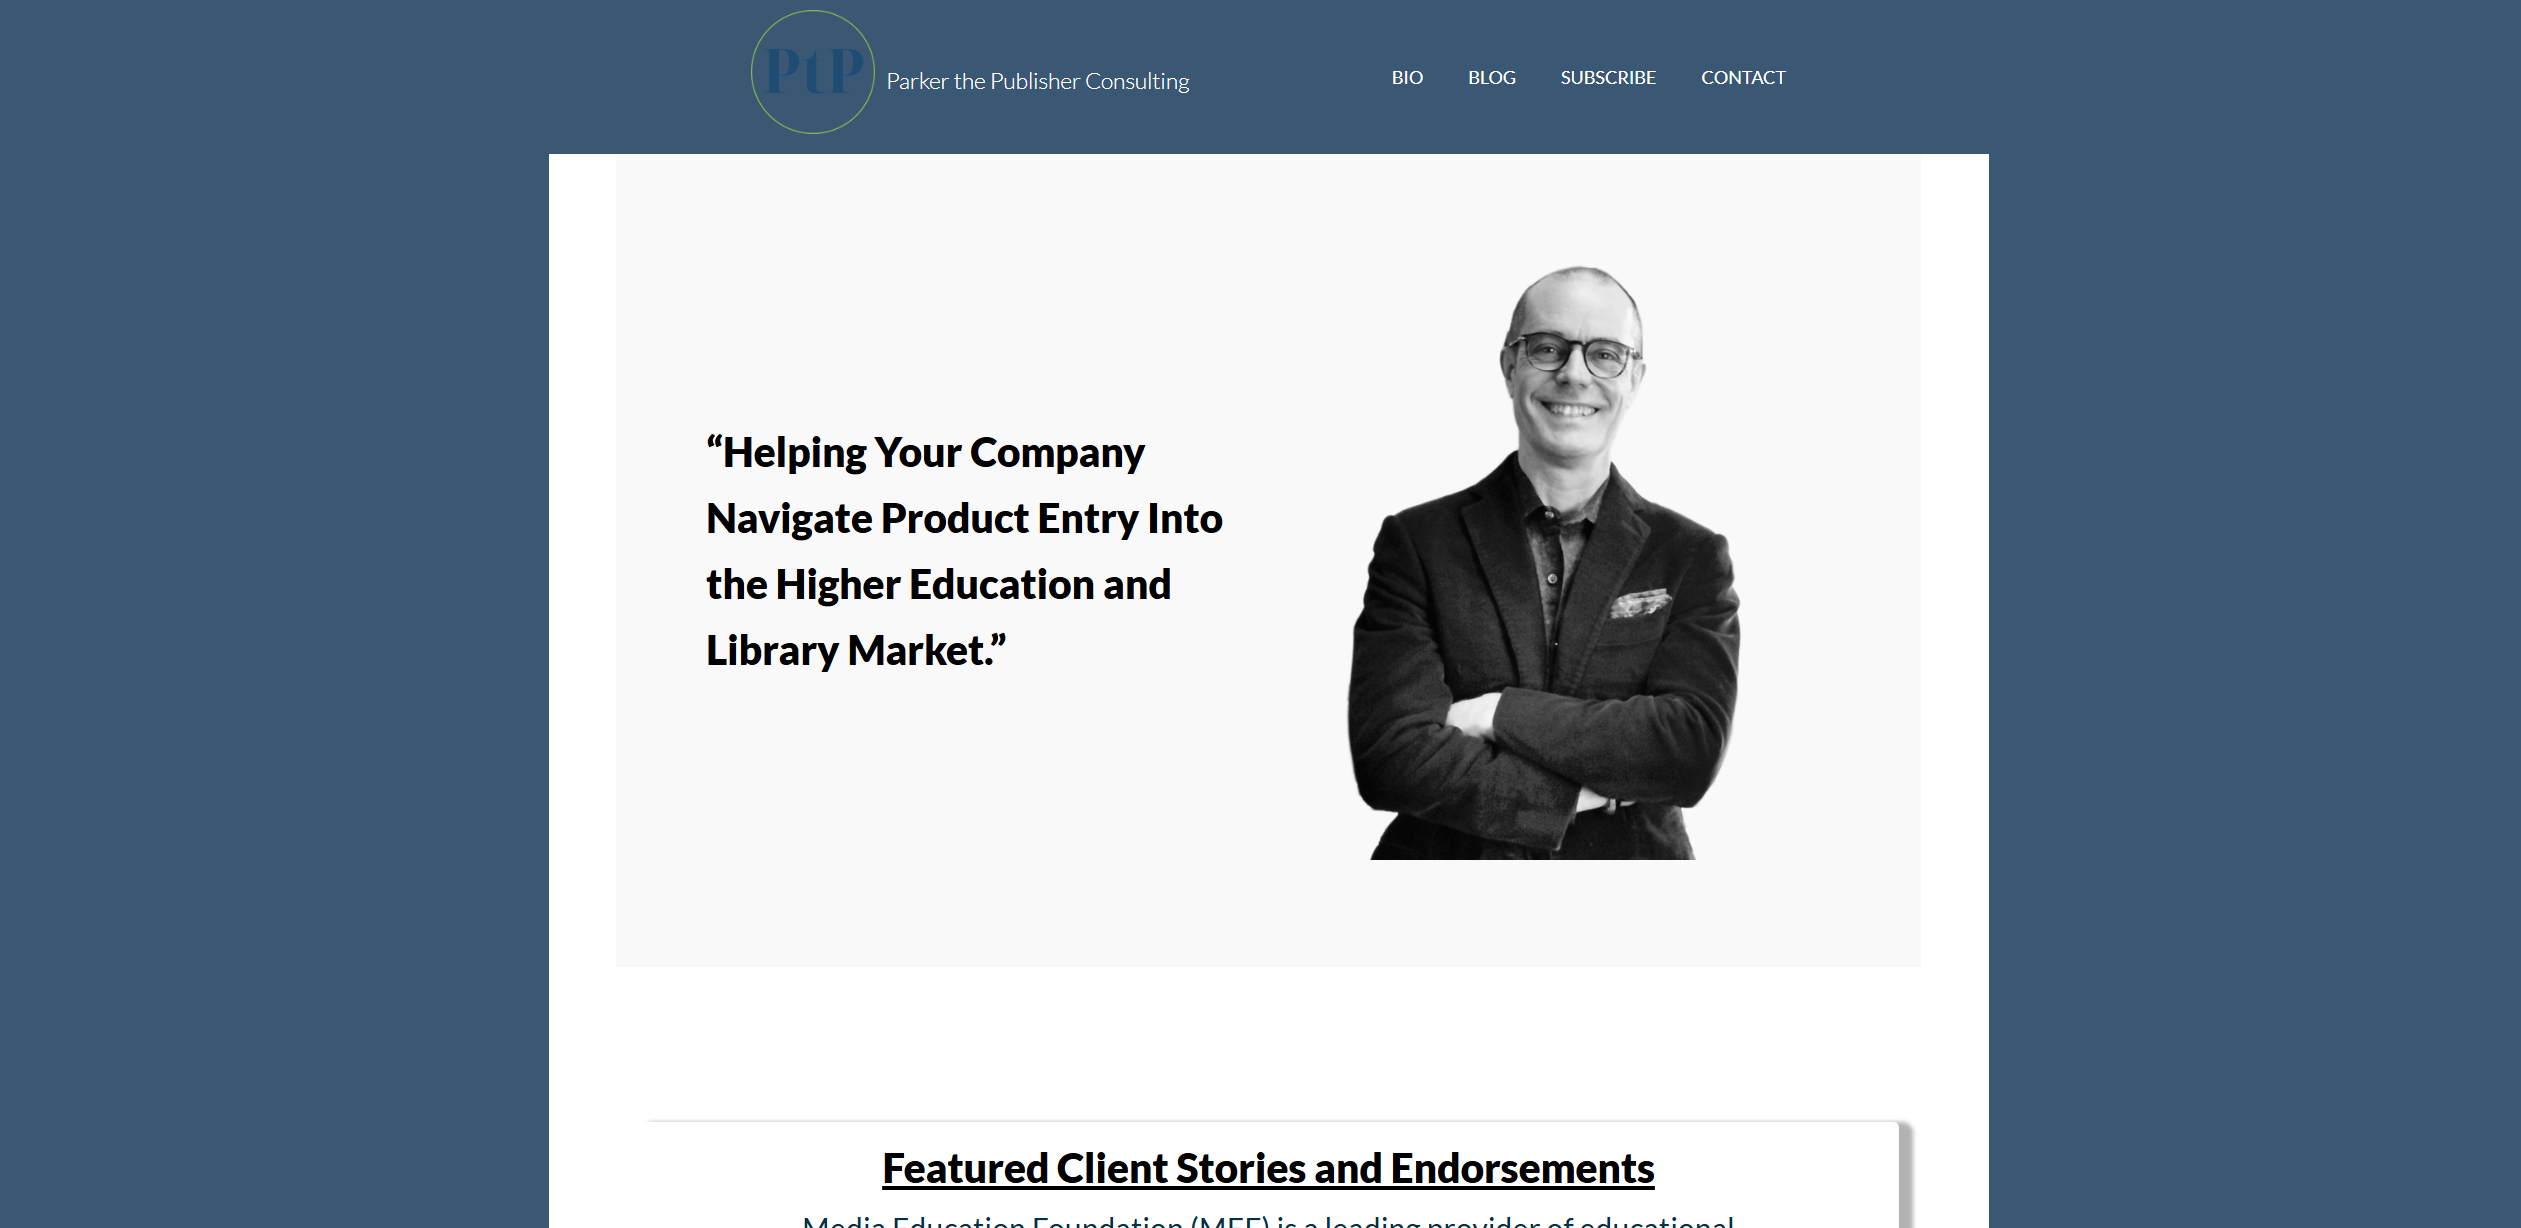 PtP
Parker the Publisher Consulting
BIO
BLOG
SUBSCRIBE
CONTACT
“Helping Your Company
Navigate Product Entry Into
the Higher Education and
Library Market.”
Featured Client Stories and Endorsements
Media Education Foundation (MEF) is a leading provider of educational